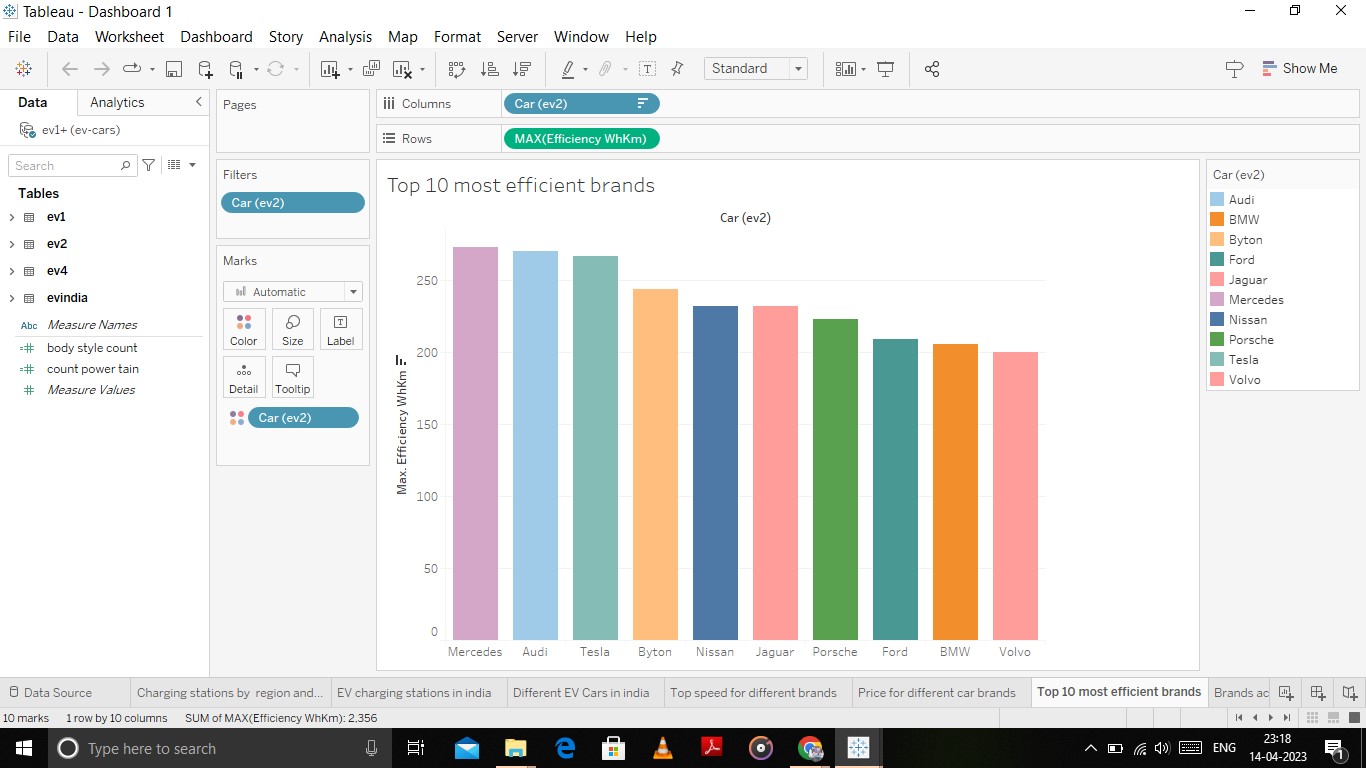 Tableau - Dashboard 1
File Data Worksheet Dashboard Story Analysis Map Format Server Window Help
Standard
Show Me
Data Analytics
ev1+ (ev-cars)
Search
Tables
ev1
ev2
ev4
evindia
Abc Measure Names
body style count
count power tain
Measure Values
Pages
Filters
Car (ev2)
Marks
Automatic
Color Size Label
Detail Tooltip
Car (ev2)
Columns Car (ev2)
Rows MAX(Efficiency WhKm)
Top 10 most efficient brands
Car (ev2)
Max. Efficiency WhKm
250
200
150
100
50
0
Mercedes Audi Tesla Byton Nissan Jaguar Porsche Ford BMW Volvo
Car (ev2)
Audi
BMW
Byton
Ford
Jaguar
Mercedes
Nissan
Porsche
Tesla
Volvo
Data Source Charging stations by region and... EV charging stations in india Different EV Cars in india Top speed for different brands Price for different car brands Top 10 most efficient brands Brands ac
10 marks 1 row by 10 columns SUM of MAX(Efficiency WhKm): 2,356
Type here to search
ENG
23:18
14-04-2023
1